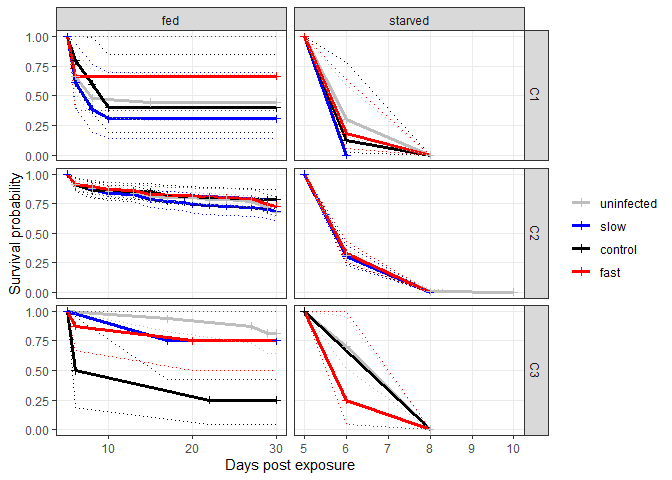 fed starved
1.00
0.75
0.50
0.25
0.00
C1
1.00
0.75
0.50
0.25
0.00
C2
1.00
0.75
0.50
0.25
0.00
C3
Survival probability
10 20 30 5 6 7 8 9 10
Days post exposure
uninfected
slow
control
fast